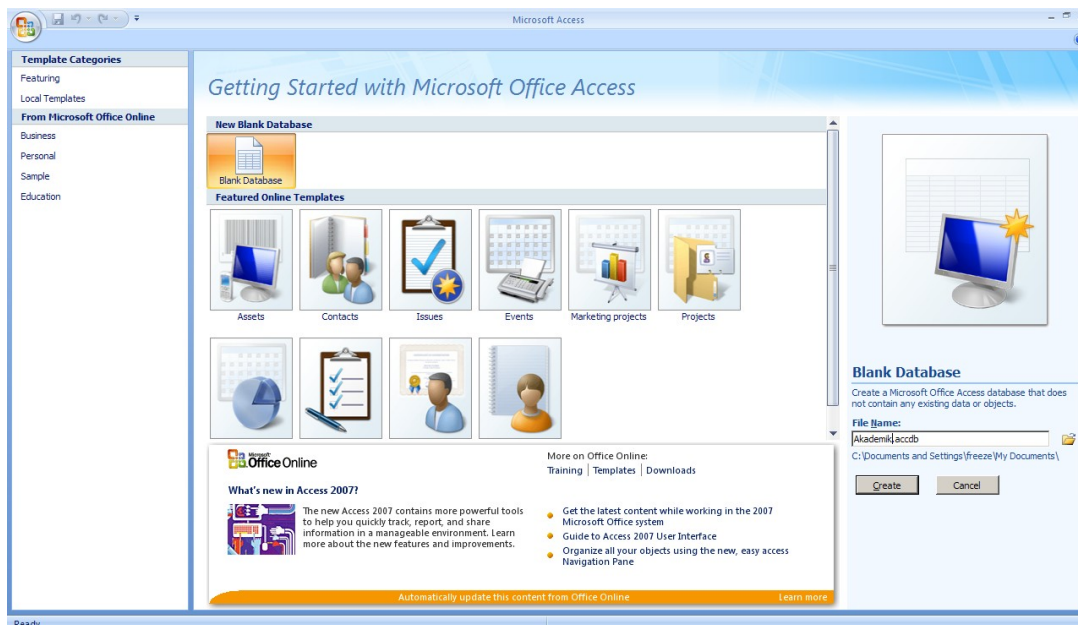 Microsoft Access
Template Categories
Featuring
Local Templates
From Microsoft Office Online
Business
Personal
Sample
Education
Getting Started with Microsoft Office Access
New Blank Database
Blank Database
Featured Online Templates
Assets
Contacts
Issues
Events
Marketing projects
Projects
Microsoft
Office Online
What's new in Access 2007?
The new Access 2007 contains more powerful tools
to help you quickly track, report, and share
information in a manageable environment. Learn
more about the new features and improvements.
More on Office Online:
Training | Templates | Downloads
Get the latest content while working in the 2007
Microsoft Office system
Guide to Access 2007 User Interface
Organize all your objects using the new, easy access
Navigation Pane
Automatically update this content from Office Online
Learn more
Blank Database
Create a Microsoft Office Access database that does
not contain any existing data or objects.
File Name:
Akademik.accdb
C:\Documents and Settings\freeze\My Documents\
Create
Cancel
Ready